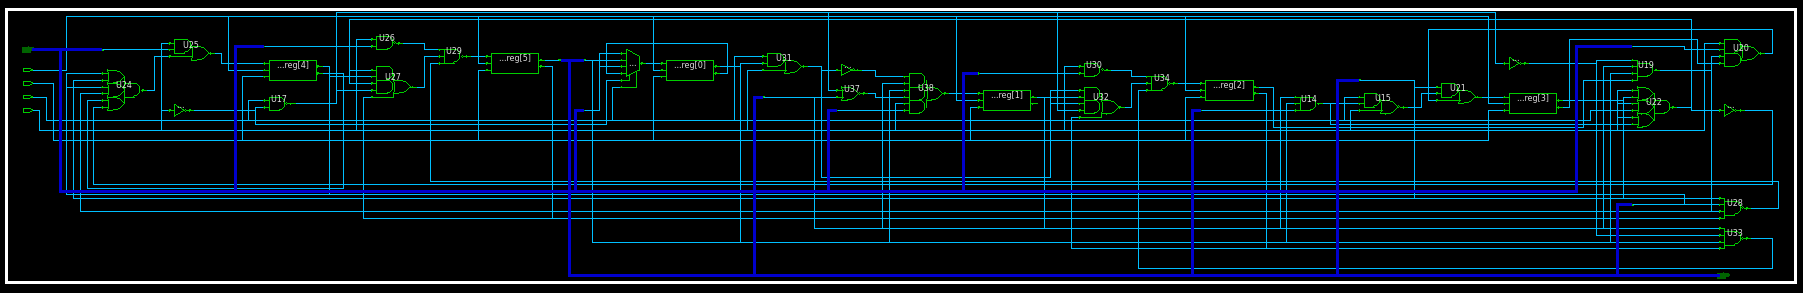 U25
U24
...reg[4]
U17
U26
U27
U29
...reg[5]
...
...reg[0]
U31
U37
U38
...reg[1]
U30
U32
U34
...reg[2]
U14
U15
U21
...reg[3]
U20
U19
U22
U28
U33